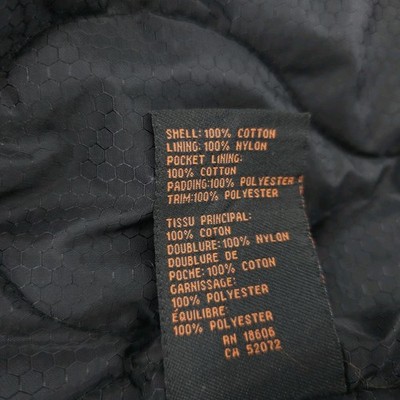 SHELL: 100% COTTON
LINING: 100% NYLON
POCKET LINING:
100% COTTON
PADDING: 100% POLYESTER
TRIM: 100% POLYESTER
TISSU PRINCIPAL:
100% COTON
DOUBLURE: 100% NYLON
DOUBLURE DE
POCHE: 100% COTON
GARNISSAGE:
100% POLYESTER
ÉQUILIBRE:
100% POLYESTER
RN 18606
CA 52072